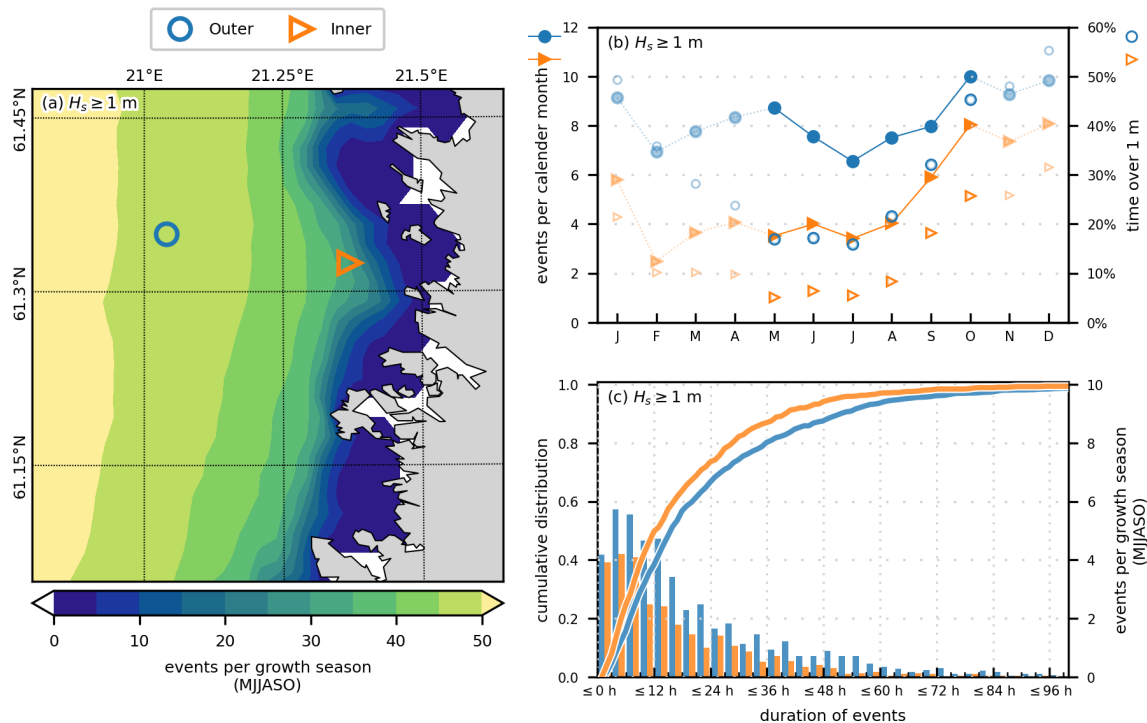 Outer
Inner
21°E
21.25°E
21.5°E
(a) Hₛ ≥ 1 m
61.45°N
61.3°N
61.15°N
0
10
20
30
40
50
events per growth season
(MJJASO)
(b) Hₛ ≥ 1 m
12
10
8
6
4
2
0
events per calender month
60%
50%
40%
30%
20%
10%
0%
time over 1 m
J
F
M
A
M
J
J
A
S
O
N
D
(c) Hₛ ≥ 1 m
1.0
0.8
0.6
0.4
0.2
0.0
cumulative distribution
10
8
6
4
2
0
events per growth season
(MJJASO)
≤ 0 h
≤ 12 h
≤ 24 h
≤ 36 h
≤ 48 h
≤ 60 h
≤ 72 h
≤ 84 h
≤ 96 h
duration of events